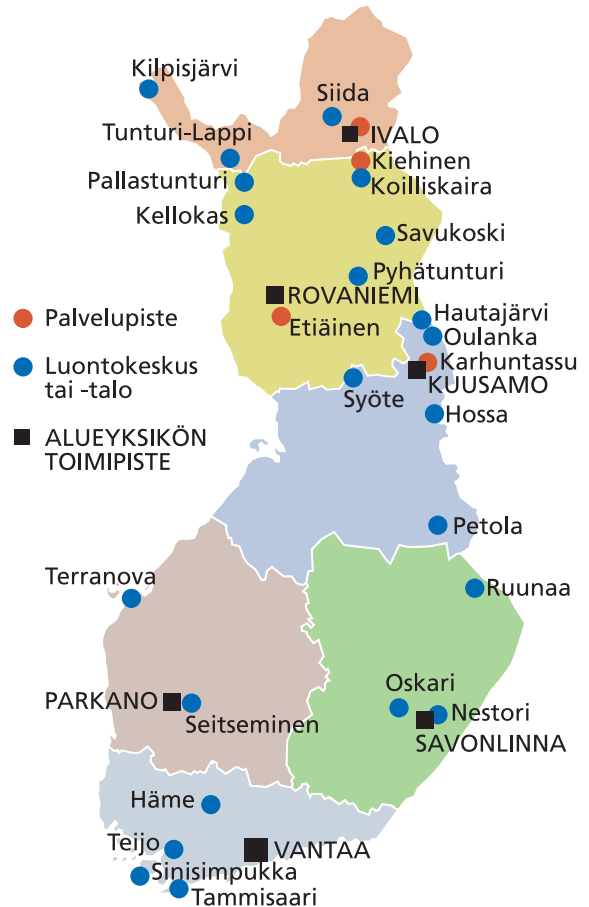 Kilpisjärvi
Siida
Tunturi-Lappi
IVALO
Kiehinen
Pallastunturi
Koilliskaira
Kellokas
Savukoski
Pyhätunturi
ROVANIEMI
Hautajärvi
Palvelupiste
Etiäinen
Oulanka
Karhuntassu
Luontokeskus
tai -talo
KUUSAMO
Syöte
Hossa
ALUEYKSIKÖN
TOIMIPISTE
Petola
Terranova
Ruunaa
Oskari
PARKANO
Nestori
Seitseminen
SAVONLINNA
Häme
Teijo
VANTAA
Sinisimpukka
Tammisaari